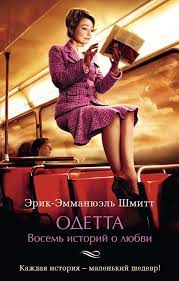 Эрик-Эмманюэль Шмитт
ОДЕТТА
Восемь историй о любви
Каждая история – маленький шедевр!